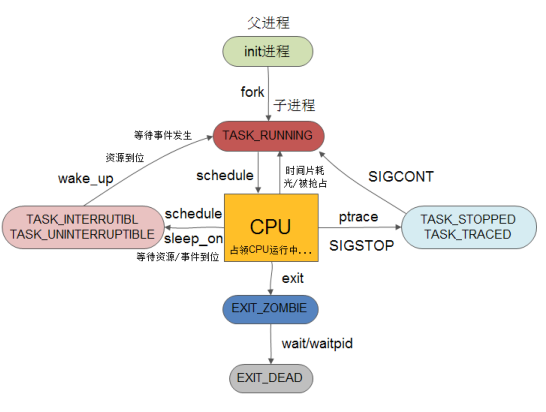 父进程
init进程
fork
子进程
等待事件发生
TASK_RUNNING
资源到位
wake_up
schedule
时间片耗
光/被抢占
SIGCONT
TASK_INTERRUTIBL
TASK_UNINTERRUPTIBLE
schedule
sleep_on
等待资源/事件到位
CPU
占领CPU运行中...
ptrace
SIGSTOP
TASK_STOPPED
TASK_TRACED
exit
EXIT_ZOMBIE
wait/waitpid
EXIT_DEAD